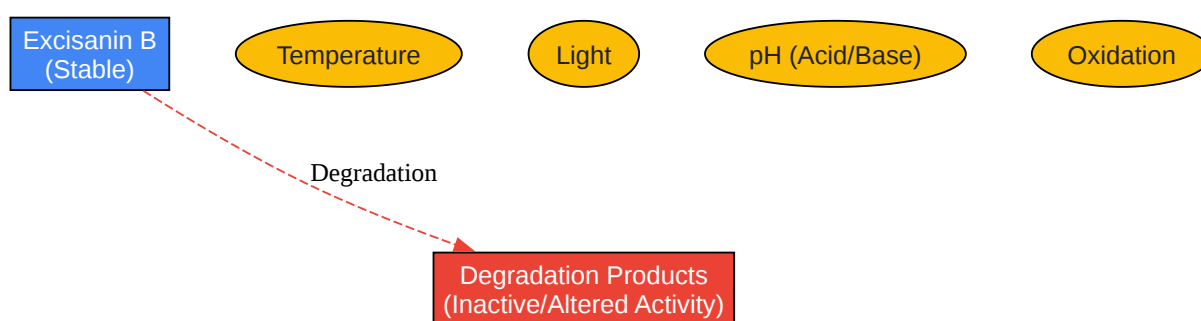 Excisanin B
(Stable)
Temperature
Light
pH (Acid/Base)
Oxidation
Degradation
Degradation Products
(Inactive/Altered Activity)